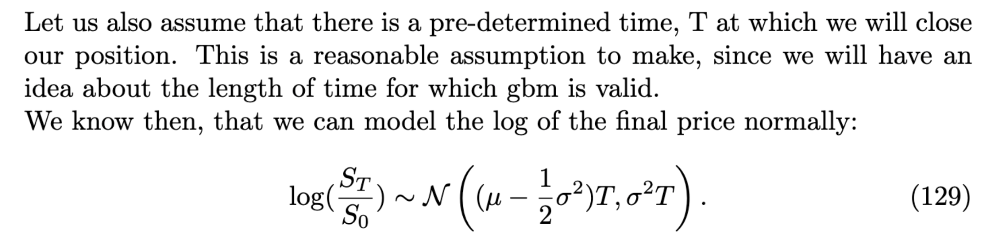 Let us also assume that there is a pre-determined time, T at which we will close
our position. This is a reasonable assumption to make, since we will have an
idea about the length of time for which gbm is valid.
We know then, that we can model the log of the final price normally:
log(\frac{S_T}{S_0}) \sim \mathcal{N}\left((\mu - \frac{1}{2}\sigma^2)T, \sigma^2 T\right). (129)